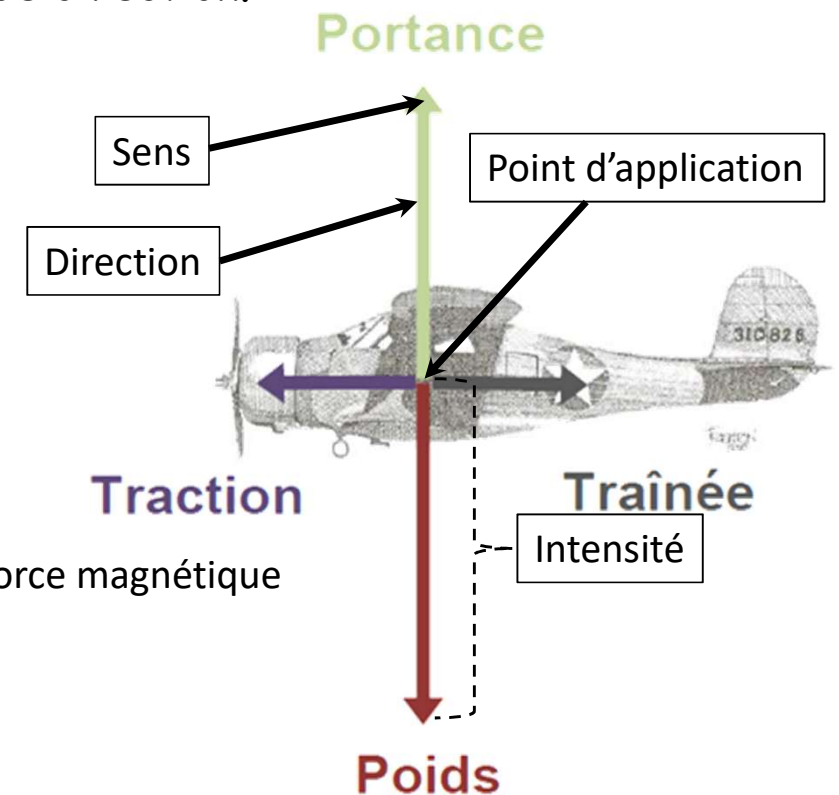 Portance
Sens
Point d’application
Direction
31C826
Traction
Traînée
Intensité
orce magnétique
Poids